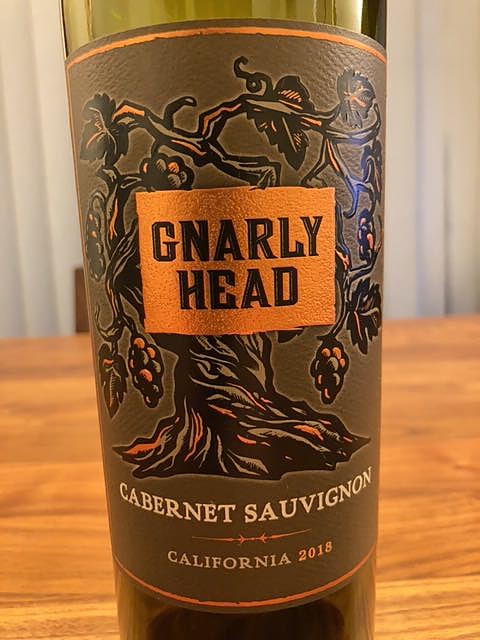 GNARLY
HEAD
CABERNET SAUVIGNON
CALIFORNIA 2018